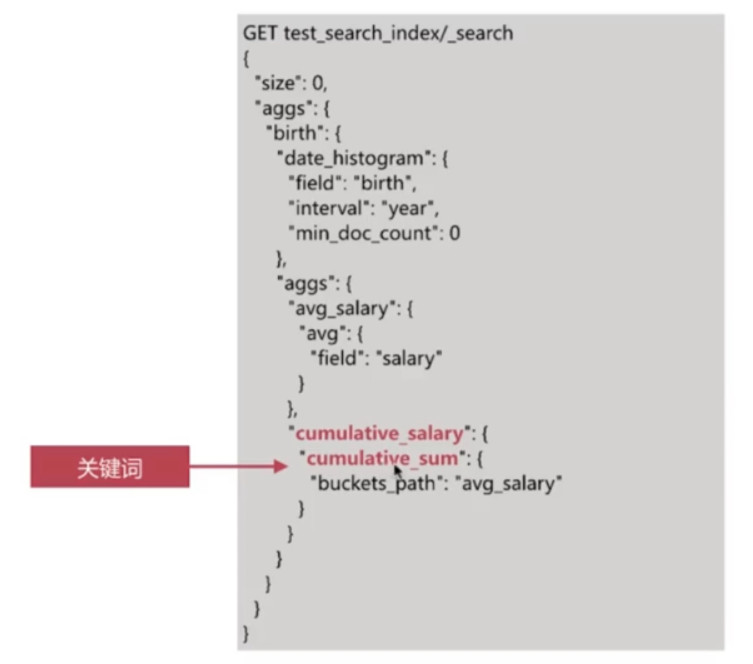 GET test_search_index/_search
{
"size": 0,
"aggs": {
"birth": {
"date_histogram": {
"field": "birth",
"interval": "year",
"min_doc_count": 0
},
"aggs": {
"avg_salary": {
"avg": {
"field": "salary"
}
},
"cumulative_salary": {
关键词
"cumulative_sum": {
"buckets_path": "avg_salary"
}
}
}
}
}
}